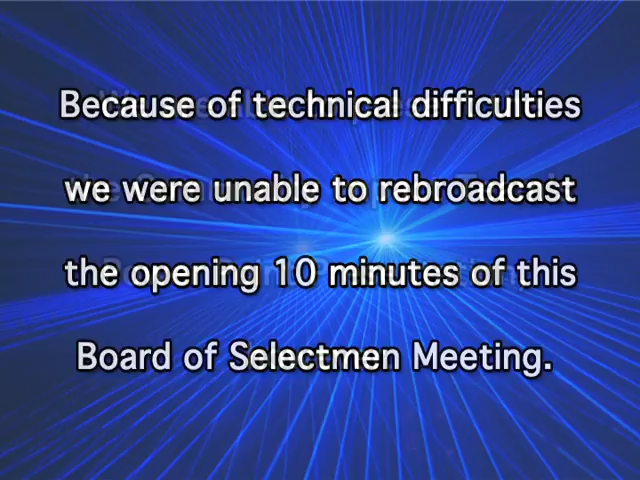 Because of technical difficulties
we were unable to rebroadcast
the opening 10 minutes of this
Board of Selectmen Meeting.